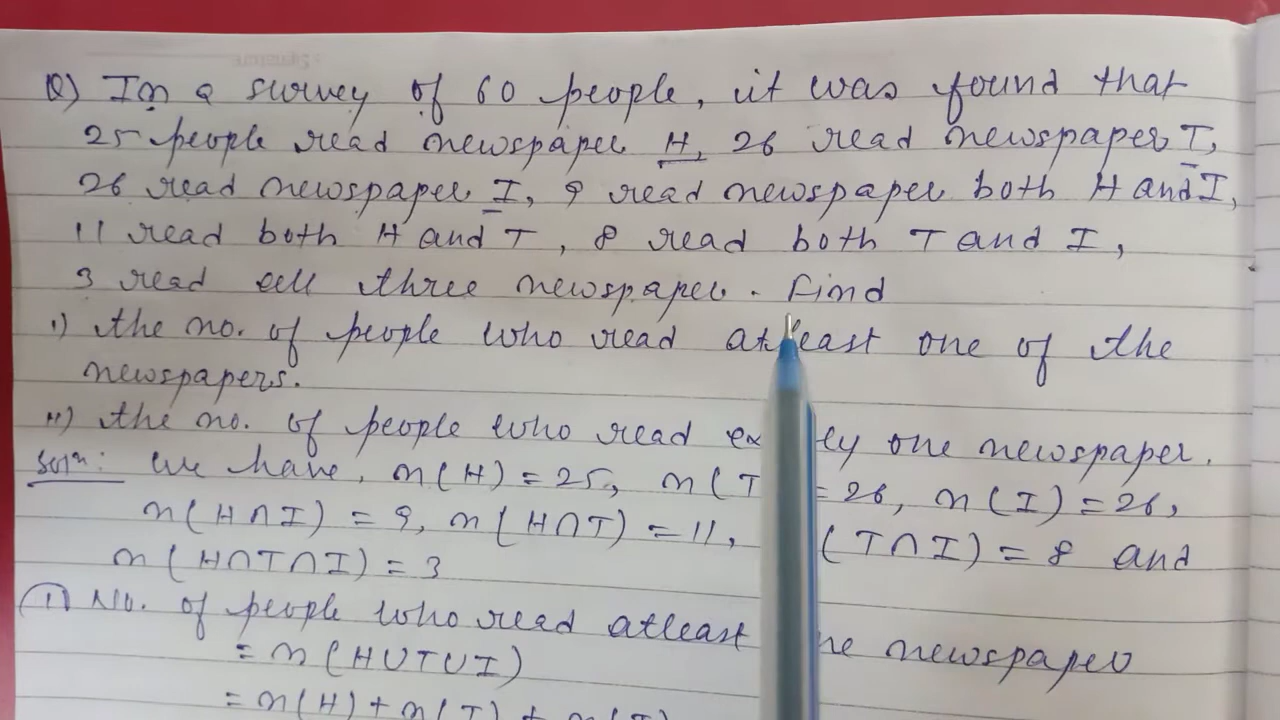 Q) In a survey of 60 people, it was found that
25 people read newspaper H, 26 read newspaper T,
26 read newspaper I, 9 read newspaper both H and I,
11 read both H and T, 8 read both T and I,
3 read all three newspaper. Find
i) the no. of people who read atleast one of the
newspapers.
ii) the no. of people who read ly one newspaper.
Solⁿ: We have, n(H) = 25, n(T = 26, n(I) = 26,
n(H∩I) = 9, n(H∩T) = 11, (T∩I) = 8 and
n(H∩T∩I) = 3
(i) No. of people who read atleast newspaper
= n(H∪T∪I)
= n(H) + n(T) + n(I)